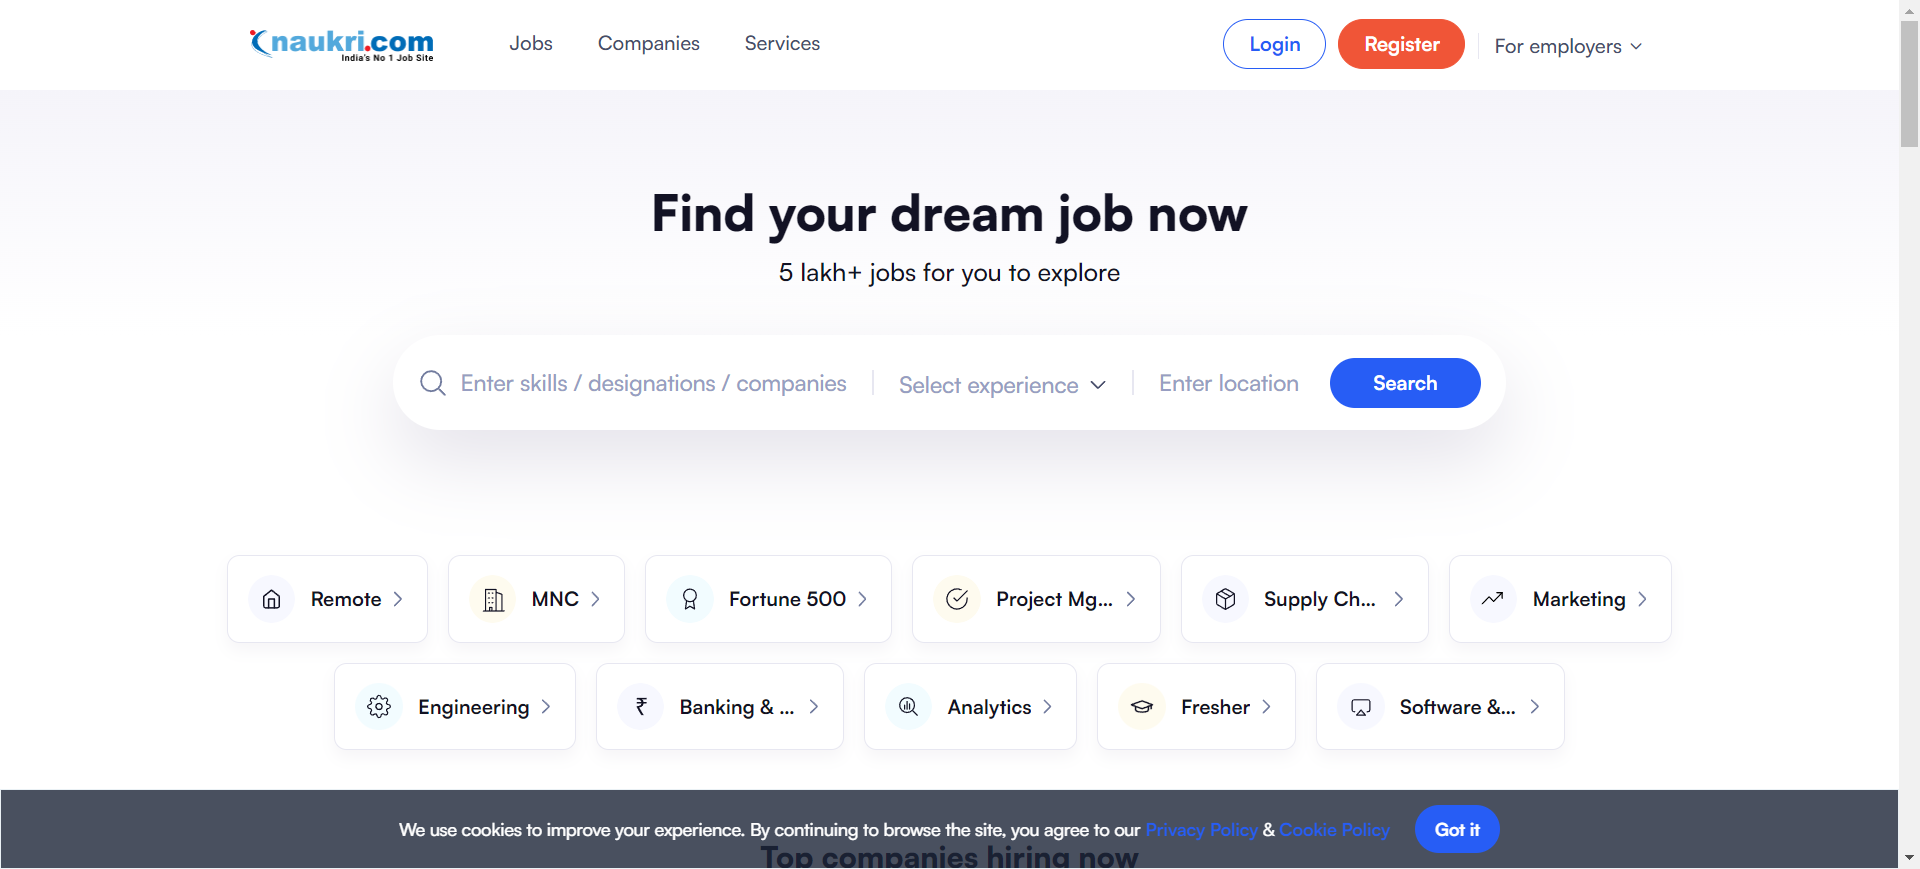 naukri.com
India's No 1 Job Site
Jobs
Companies
Services
Login
Register
For employers
Find your dream job now
5 lakh+ jobs for you to explore
Enter skills / designations / companies
Select experience
Enter location
Search
Remote
MNC
Fortune 500
Project Mg...
Supply Ch...
Marketing
Engineering
₹
Banking & ...
Analytics
Fresher
Software &...
We use cookies to improve your experience. By continuing to browse the site, you agree to our Privacy Policy & Cookie Policy
Got it
Top companies hiring now